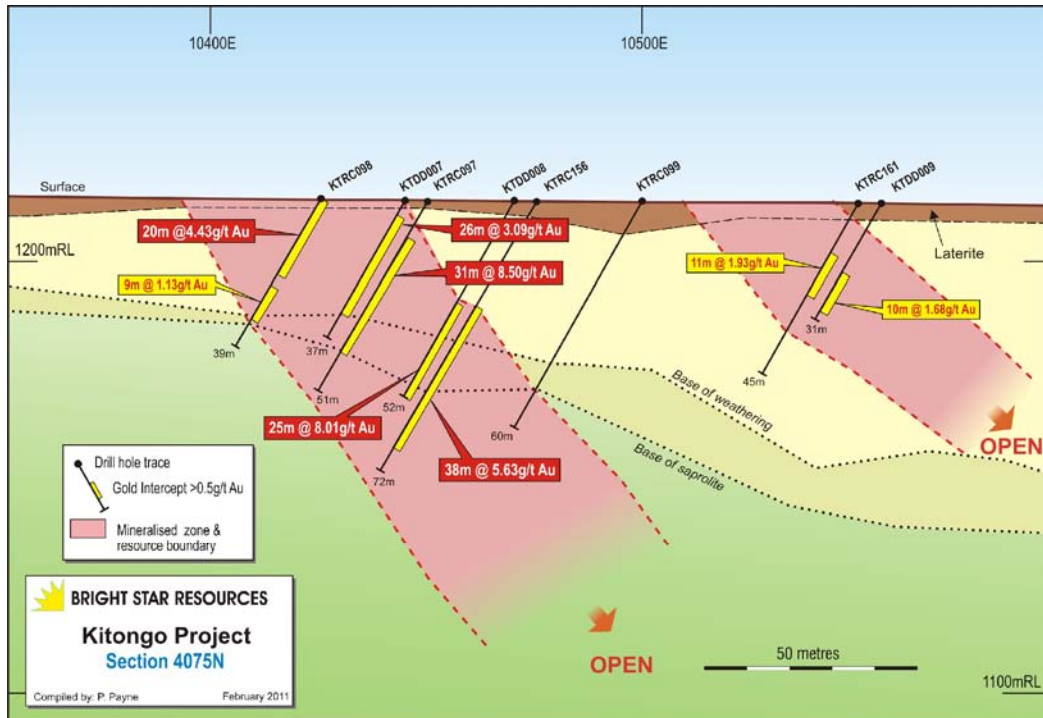 10400E
10500E
Surface
KTRC098
KTDD007
KTRC097
KTDD008
KTRC156
KTRC099
KTRC161
KTDD009
20m @4.43g/t Au
26m @ 3.09g/t Au
1200mRL
31m @ 8.50g/t Au
9m @ 1.13g/t Au
11m @ 1.93g/t Au
Laterite
10m @ 1.68g/t Au
39m
37m
31m
51m
52m
45m
Base of weathering
25m @ 8.01g/t Au
60m
72m
38m @ 5.63g/t Au
Base of saprolite
OPEN
Drill hole trace
Gold Intercept >0.5g/t Au
Mineralised zone &
resource boundary
BRIGHT STAR RESOURCES
Kitongo Project
Section 4075N
Compiled by: P. Payne
February 2011
OPEN
50 metres
1100mRL